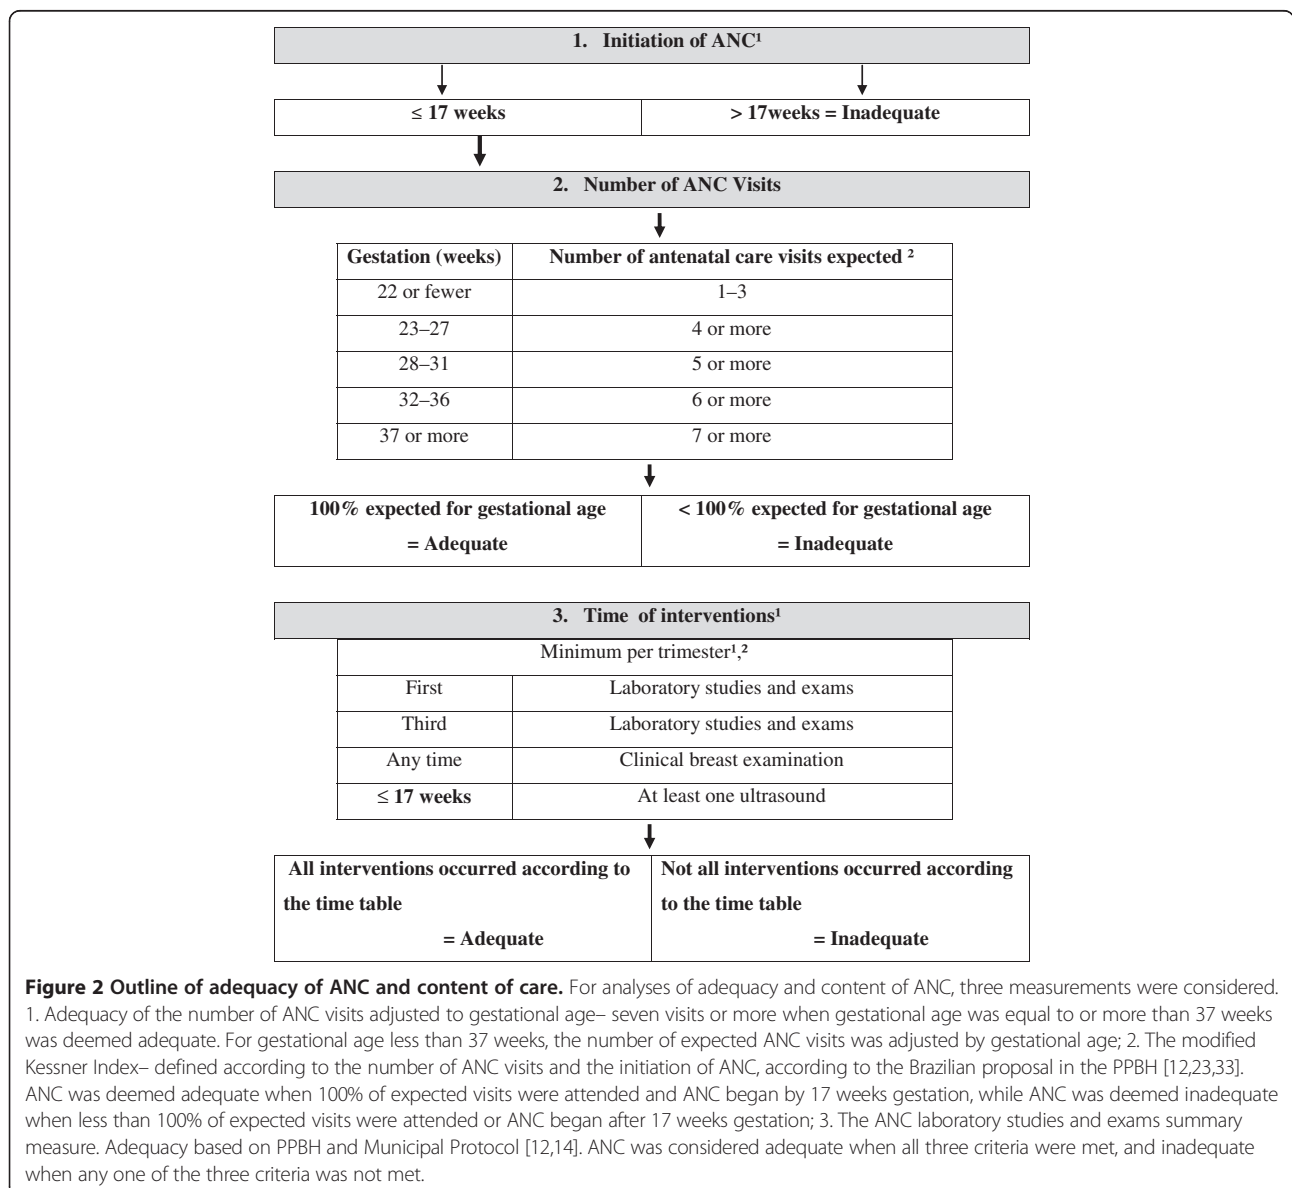 1. Initiation of ANC¹
≤ 17 weeks
> 17weeks = Inadequate
2. Number of ANC Visits
Gestation (weeks) Number of antenatal care visits expected ²
22 or fewer 1–3
23–27 4 or more
28–31 5 or more
32–36 6 or more
37 or more 7 or more
100% expected for gestational age
= Adequate
< 100% expected for gestational age
= Inadequate
3. Time of interventions¹
Minimum per trimester¹,²
First Laboratory studies and exams
Third Laboratory studies and exams
Any time Clinical breast examination
≤ 17 weeks At least one ultrasound
All interventions occurred according to
the time table
= Adequate
Not all interventions occurred according
to the time table
= Inadequate
Figure 2 Outline of adequacy of ANC and content of care. For analyses of adequacy and content of ANC, three measurements were considered.
1. Adequacy of the number of ANC visits adjusted to gestational age– seven visits or more when gestational age was equal to or more than 37 weeks
was deemed adequate. For gestational age less than 37 weeks, the number of expected ANC visits was adjusted by gestational age; 2. The modified
Kessner Index– defined according to the number of ANC visits and the initiation of ANC, according to the Brazilian proposal in the PPBH [12,23,33].
ANC was deemed adequate when 100% of expected visits were attended and ANC began by 17 weeks gestation, while ANC was deemed inadequate
when less than 100% of expected visits were attended or ANC began after 17 weeks gestation; 3. The ANC laboratory studies and exams summary
measure. Adequacy based on PPBH and Municipal Protocol [12,14]. ANC was considered adequate when all three criteria were met, and inadequate
when any one of the three criteria was not met.